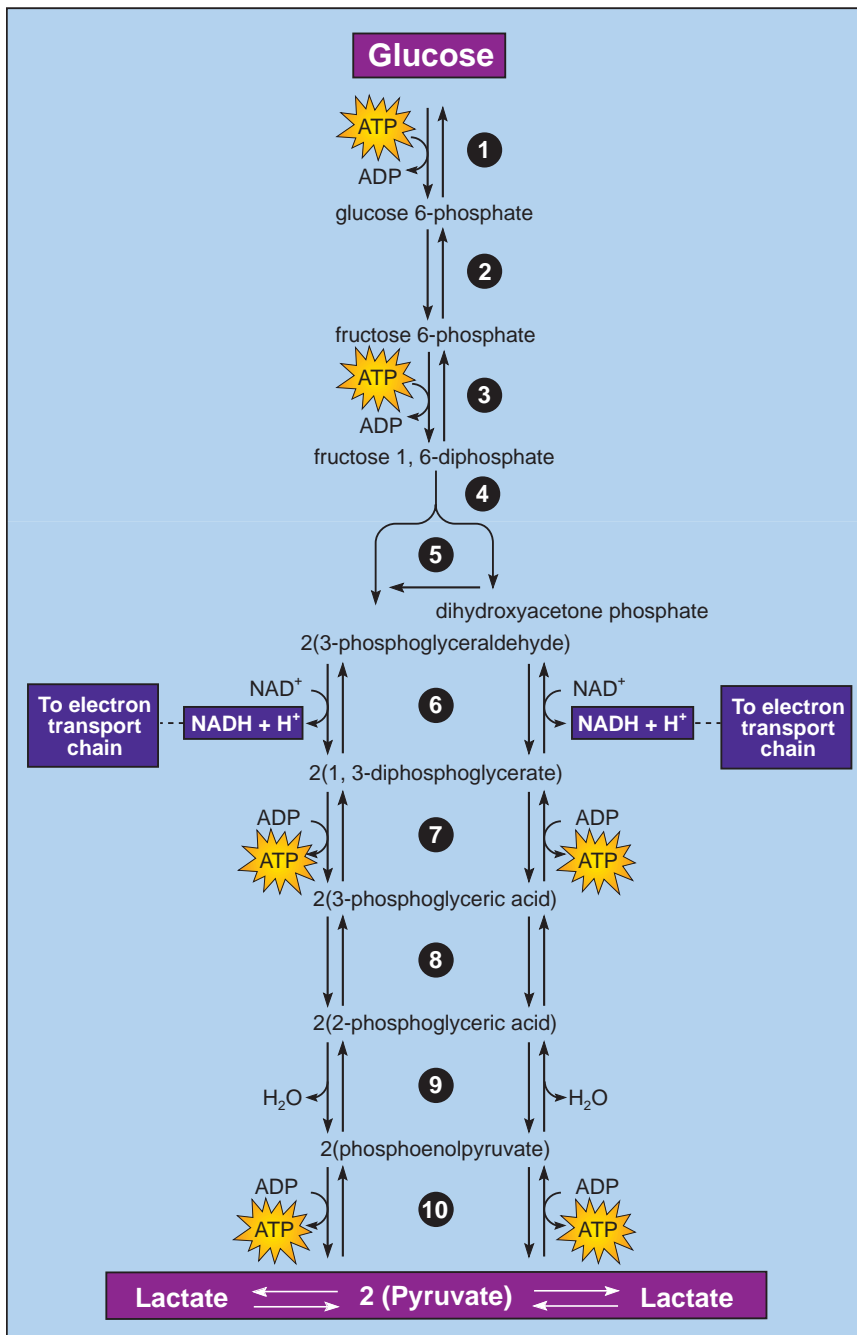 Glucose
ATP
ADP
1
glucose 6-phosphate
2
fructose 6-phosphate
ATP
ADP
3
fructose 1, 6-diphosphate
4
5
dihydroxyacetone phosphate
2(3-phosphoglyceraldehyde)
To electron
transport
chain
NADH + H⁺
NAD⁺
6
NAD⁺
NADH + H⁺
To electron
transport
chain
2(1, 3-diphosphoglycerate)
ADP
ATP
7
ADP
ATP
2(3-phosphoglyceric acid)
8
2(2-phosphoglyceric acid)
H₂O
9
H₂O
2(phosphoenolpyruvate)
ADP
ATP
10
ADP
ATP
Lactate 2 (Pyruvate) Lactate